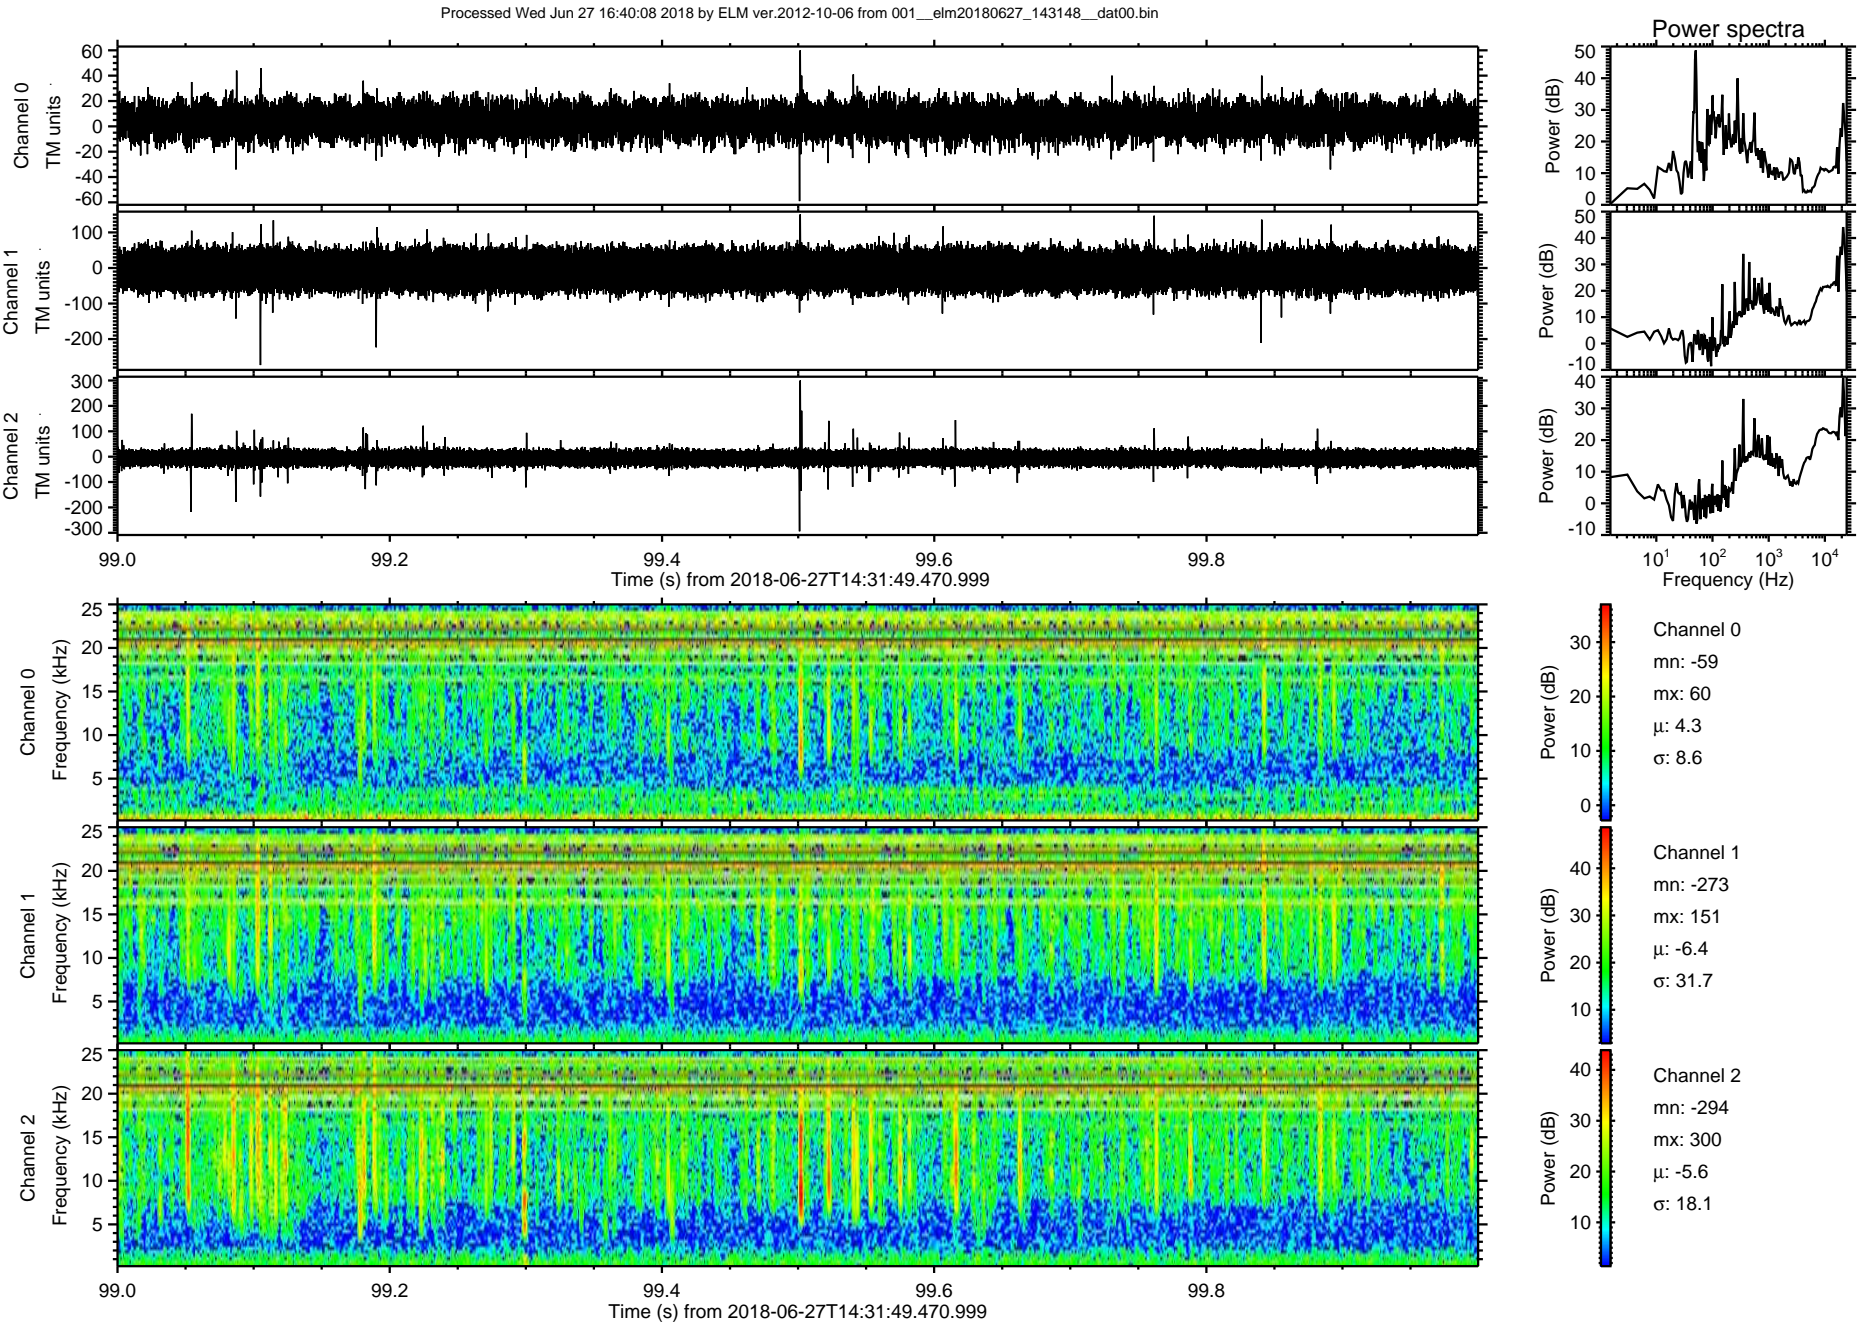 Processed Wed Jun 27 16:40:08 2018 by ELM ver.2012-10-06 from 001__elm20180627_143148__dat00.bin
Power spectra
Channel 0
TM units
60
40
20
0
-20
-40
-60
Power (dB)
50
40
30
20
10
0
Channel 1
TM units
100
0
-100
-200
Power (dB)
50
40
30
20
10
0
-10
Channel 2
TM units
300
200
100
0
-100
-200
-300
Power (dB)
40
30
20
10
0
-10
99.0 99.2 99.4 99.6 99.8
Time (s) from 2018-06-27T14:31:49.470.999
10^1 10^2 10^3 10^4
Frequency (Hz)
Channel 0
Frequency (kHz)
25
20
15
10
5
Power (dB)
30
20
10
0
Channel 0
mn: -59
mx: 60
μ: 4.3
σ: 8.6
Channel 1
Frequency (kHz)
25
20
15
10
5
Power (dB)
40
30
20
10
Channel 1
mn: -273
mx: 151
μ: -6.4
σ: 31.7
Channel 2
Frequency (kHz)
25
20
15
10
5
Power (dB)
40
30
20
10
Channel 2
mn: -294
mx: 300
μ: -5.6
σ: 18.1
99.0 99.2 99.4 99.6 99.8
Time (s) from 2018-06-27T14:31:49.470.999